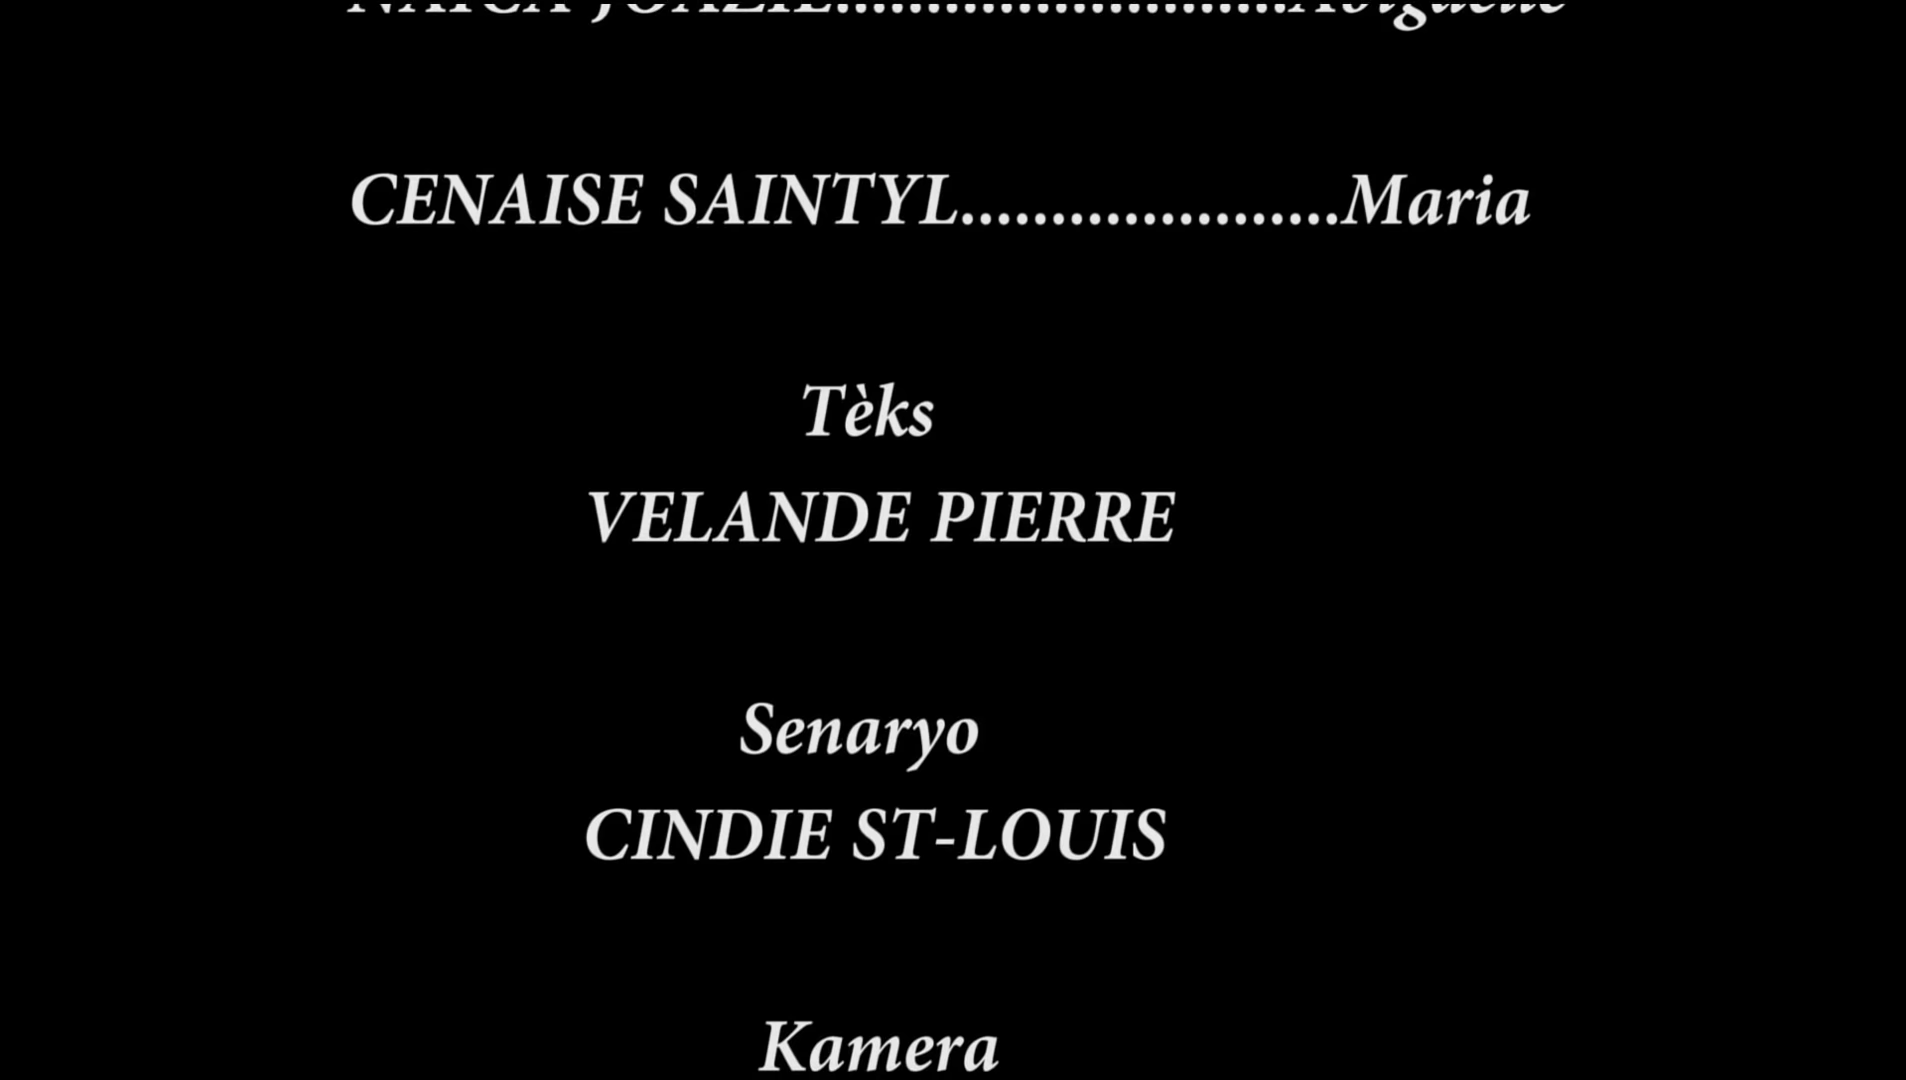 CENAISE SAINTYL.....................Maria
Tèks
VELANDE PIERRE
Senaryo
CINDIE ST-LOUIS
Kamera